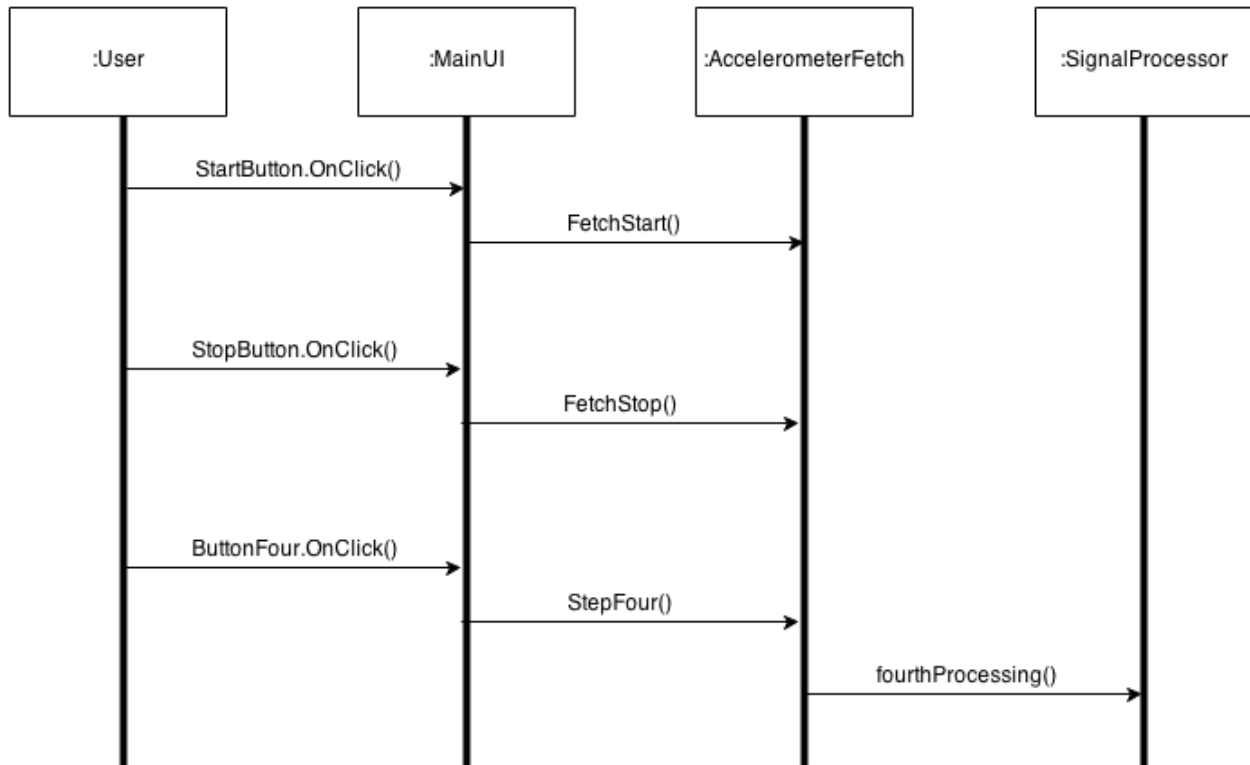 :User
:MainUI
:AccelerometerFetch
:SignalProcessor
StartButton.OnClick()
FetchStart()
StopButton.OnClick()
FetchStop()
ButtonFour.OnClick()
StepFour()
fourthProcessing()